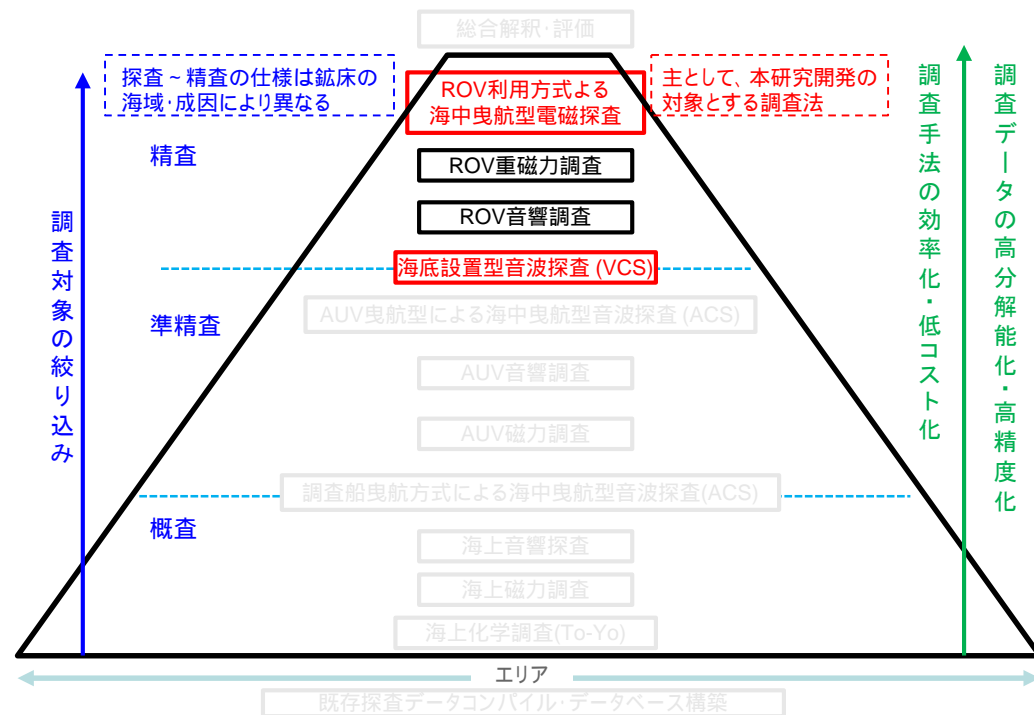 総合解釈・評価
探査~精査の仕様は鉱床の
海域・成因により異なる
ROV利用方式よる
海中曳航型電磁探査
主として、本研究開発の
対象とする調査法
精査
ROV重磁力調査
ROV音響調査
海底設置型音波探査 (VCS)
準精査
AUV曳航型による海中曳航型音波探査 (ACS)
AUV音響調査
AUV磁力調査
調査船曳航方式による海中曳航型音波探査(ACS)
概査
海上音響探査
海上磁力調査
海上化学調査(To-Yo)
エリア
既存探査データコンパイル・データベース構築
調査対象の絞り込み
調査手法の効率化・低コスト化
調査データの高分解能化・高精度化